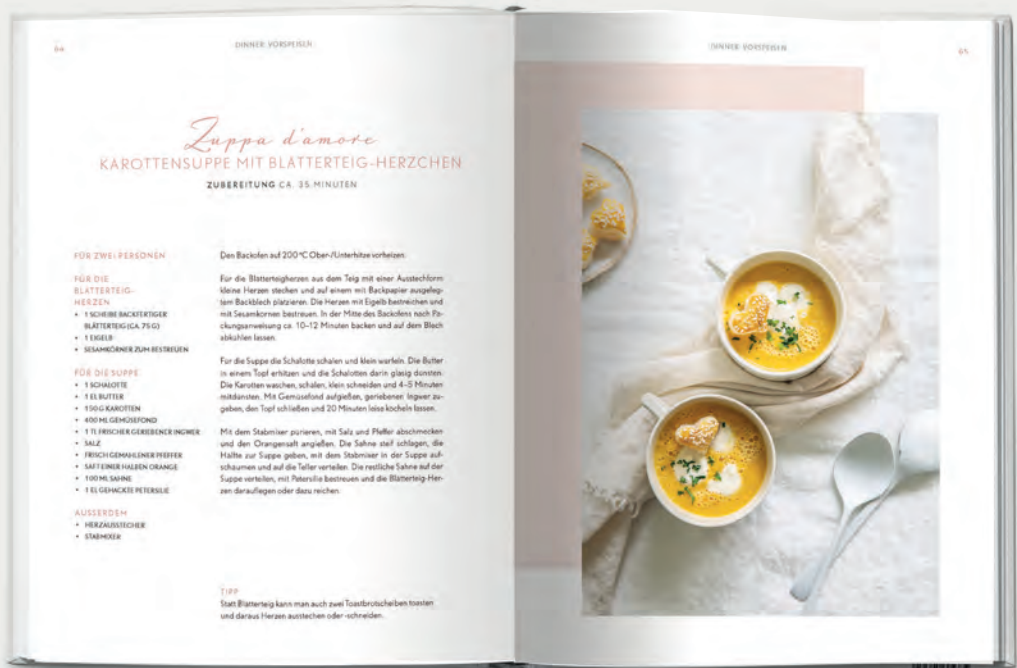 64
DINNER: VORSPEISEN
Zuppa d'amore
KAROTTENSUPPE MIT BLÄTTERTEIG-HERZCHEN
ZUBEREITUNG CA. 35 MINUTEN
FÜR ZWEI PERSONEN
FÜR DIE
BLÄTTERTEIG-
HERZEN
• 1 SCHEIBE BACKFERTIGER
BLÄTTERTEIG (CA. 75 G)
• 1 EIGELB
• SESAMKÖRNER ZUM BESTREUEN
FÜR DIE SUPPE
• 1 SCHALOTTE
• 1 EL BUTTER
• 150 G KAROTTEN
• 400 ML GEMÜSEFOND
• 1 TL FRISCHER GERIEBENER INGWER
• SALZ
• FRISCH GEMAHLENER PFEFFER
• SAFT EINER HALBEN ORANGE
• 100 ML SAHNE
• 1 EL GEHACKTE PETERSILIE
AUSSERDEM
• HERZAUSSTECHER
• STABMIXER
Den Backofen auf 200 °C Ober-/Unterhitze vorheizen.
Für die Blätterteigherzen aus dem Teig mit einer Ausstechform
kleine Herzen stechen und auf einem mit Backpapier ausgeleg-
tem Backblech platzieren. Die Herzen mit Eigelb bestreichen und
mit Sesamkörner bestreuen. In der Mitte des Backofens nach Pa-
ckungsanweisung ca. 10–12 Minuten backen und auf dem Blech
abkühlen lassen.
Für die Suppe die Schalotte schälen und klein würfeln. Die Butter
in einem Topf erhitzen und die Schalotten darin glasig dünsten.
Die Karotten waschen, schälen, klein schneiden und 4–5 Minuten
mitdünsten. Mit Gemüsefond aufgießen, geriebenen Ingwer zu-
geben, den Topf schließen und 20 Minuten leise köcheln lassen.
Mit dem Stabmixer pürieren, mit Salz und Pfeffer abschmecken
und den Orangensaft angießen. Die Sahne steif schlagen, die
Hälfte zur Suppe geben, mit dem Stabmixer in der Suppe auf-
schäumen und auf die Teller verteilen. Die restliche Sahne auf der
Suppe verteilen, mit Petersilie bestreuen und die Blätterteig-Her-
zen darauflegen oder dazu reichen.
TIPP
Statt Blätterteig kann man auch zwei Toastbrotscheiben toasten
und daraus Herzen ausstechen oder -schneiden.
DINNER: VORSPEISEN
65